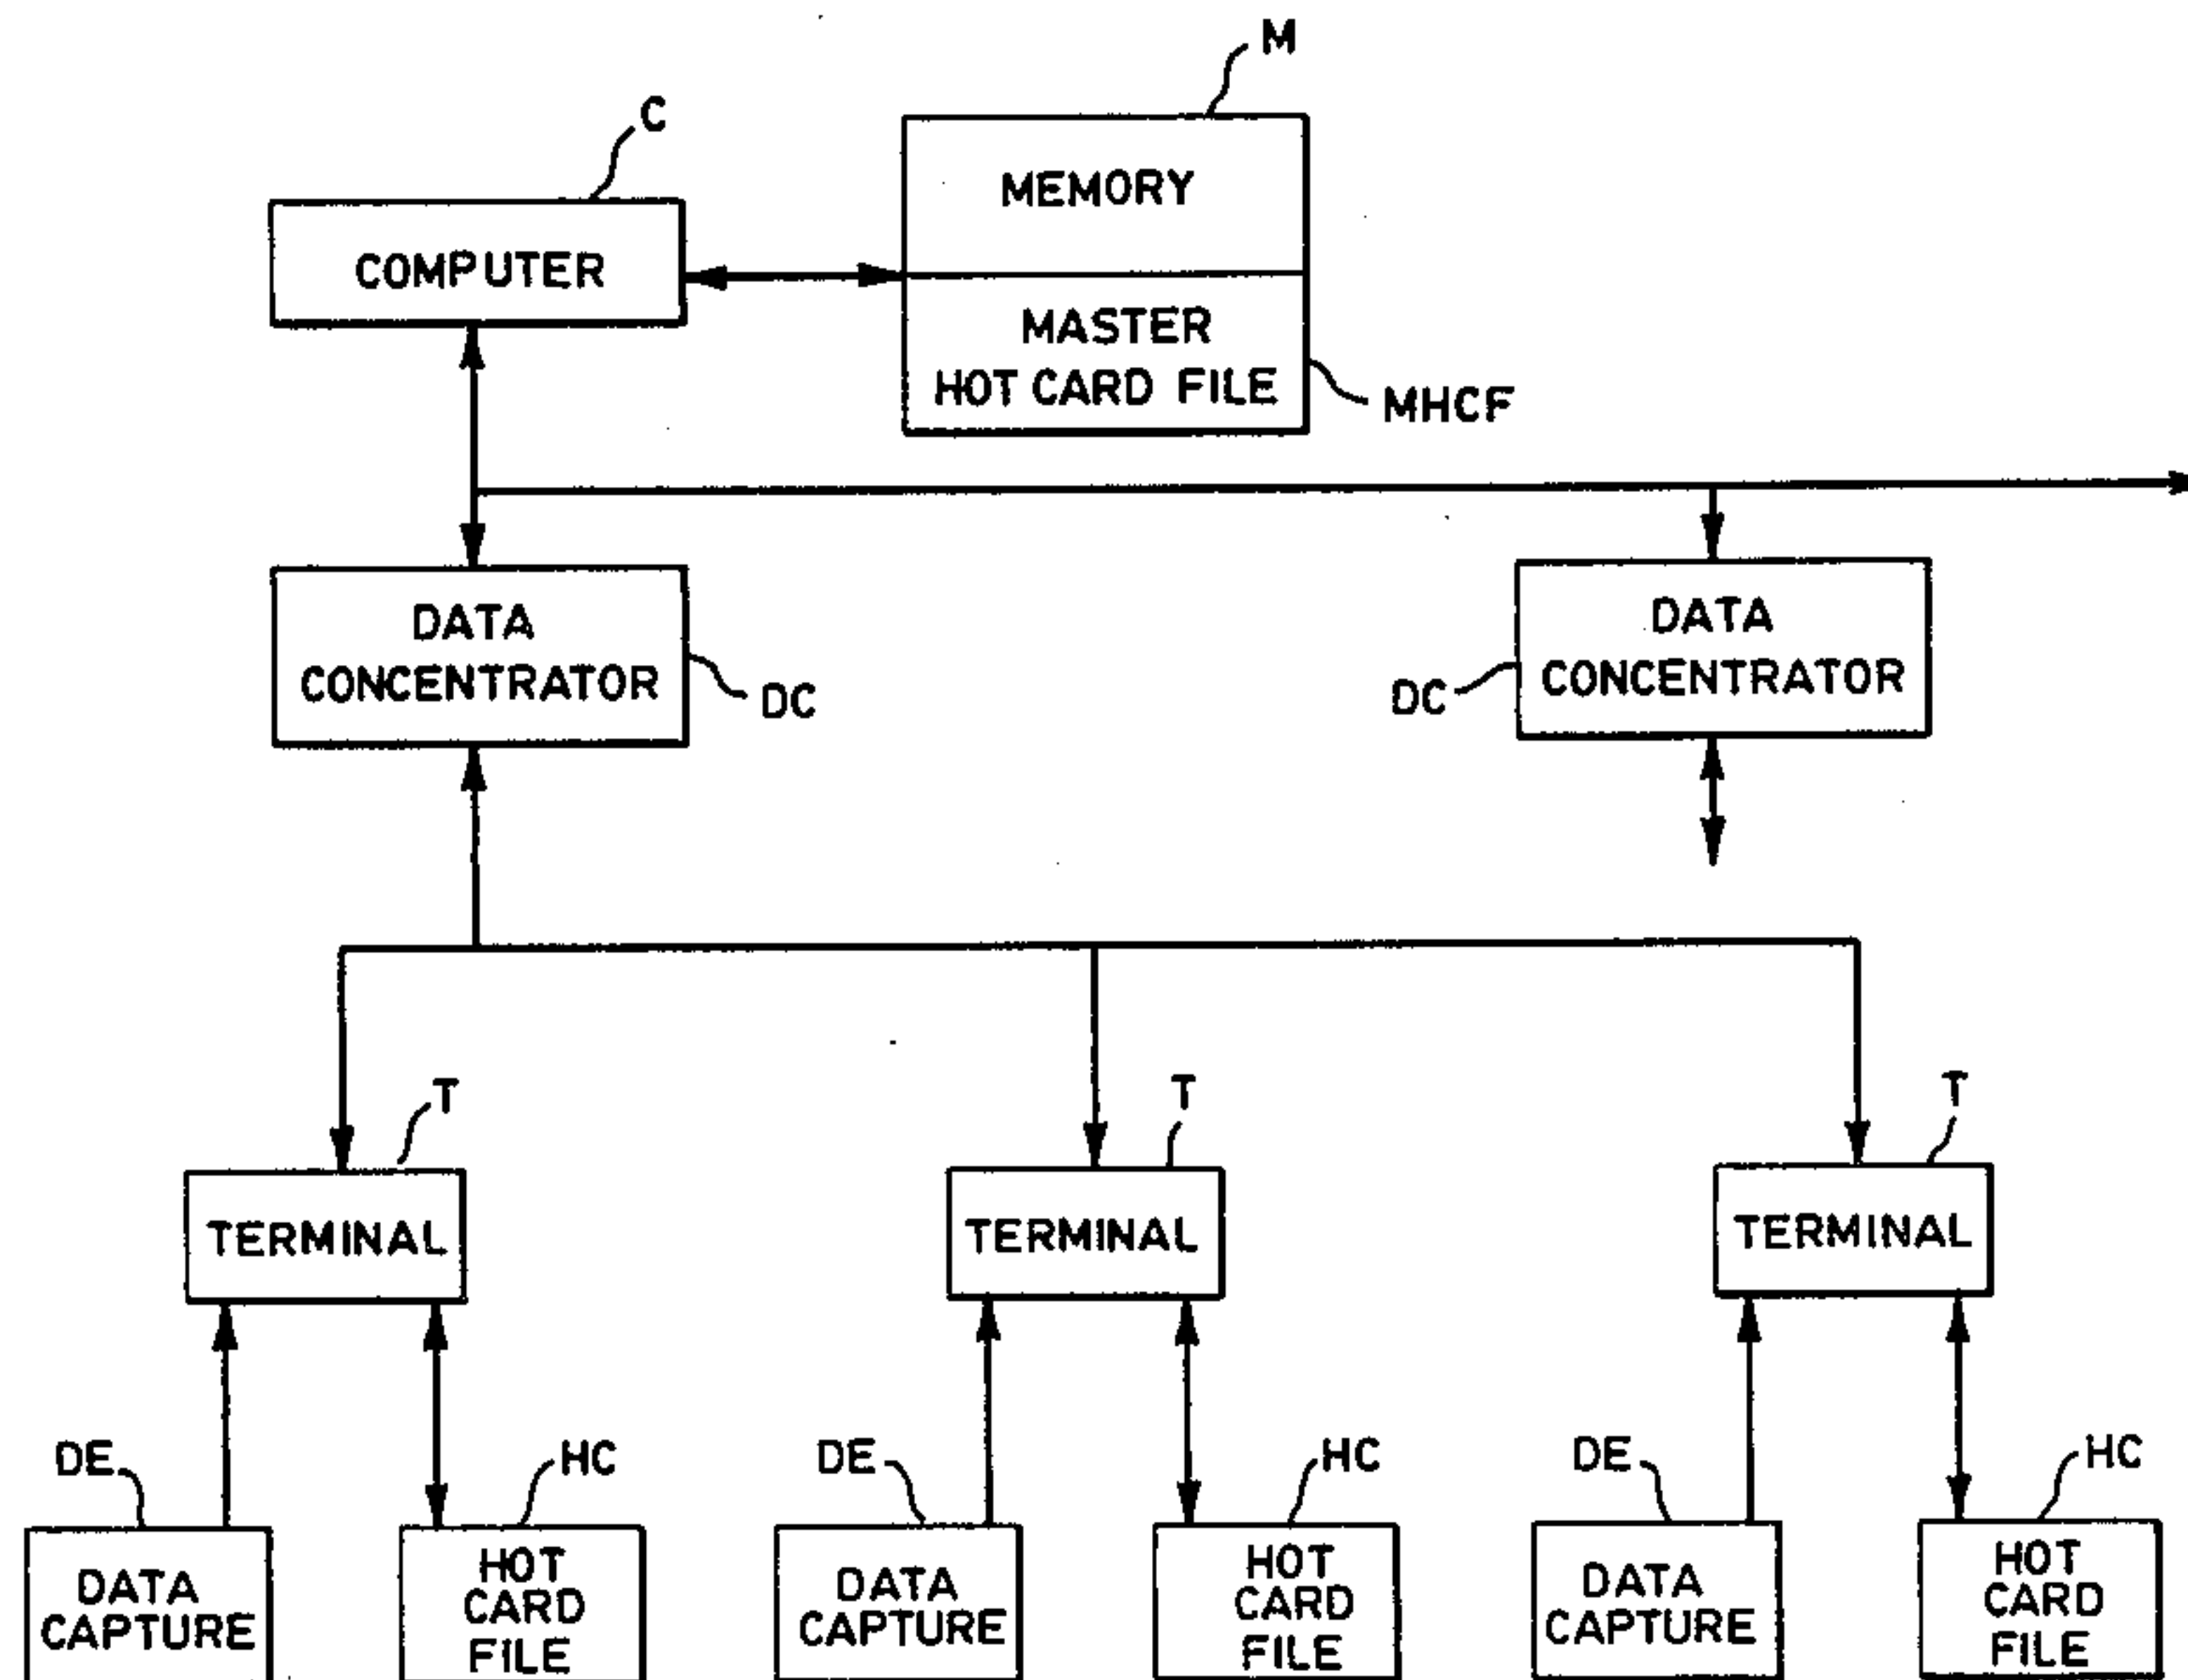 M
C
MEMORY
COMPUTER
MASTER
HOT CARD FILE
MHCF
DATA
CONCENTRATOR
DC
DATA
CONCENTRATOR
DC
T
T
T
TERMINAL
TERMINAL
TERMINAL
DE
HC
DE
HC
DE
HC
DATA
CAPTURE
HOT
CARD
FILE
DATA
CAPTURE
HOT
CARD
FILE
DATA
CAPTURE
HOT
CARD
FILE